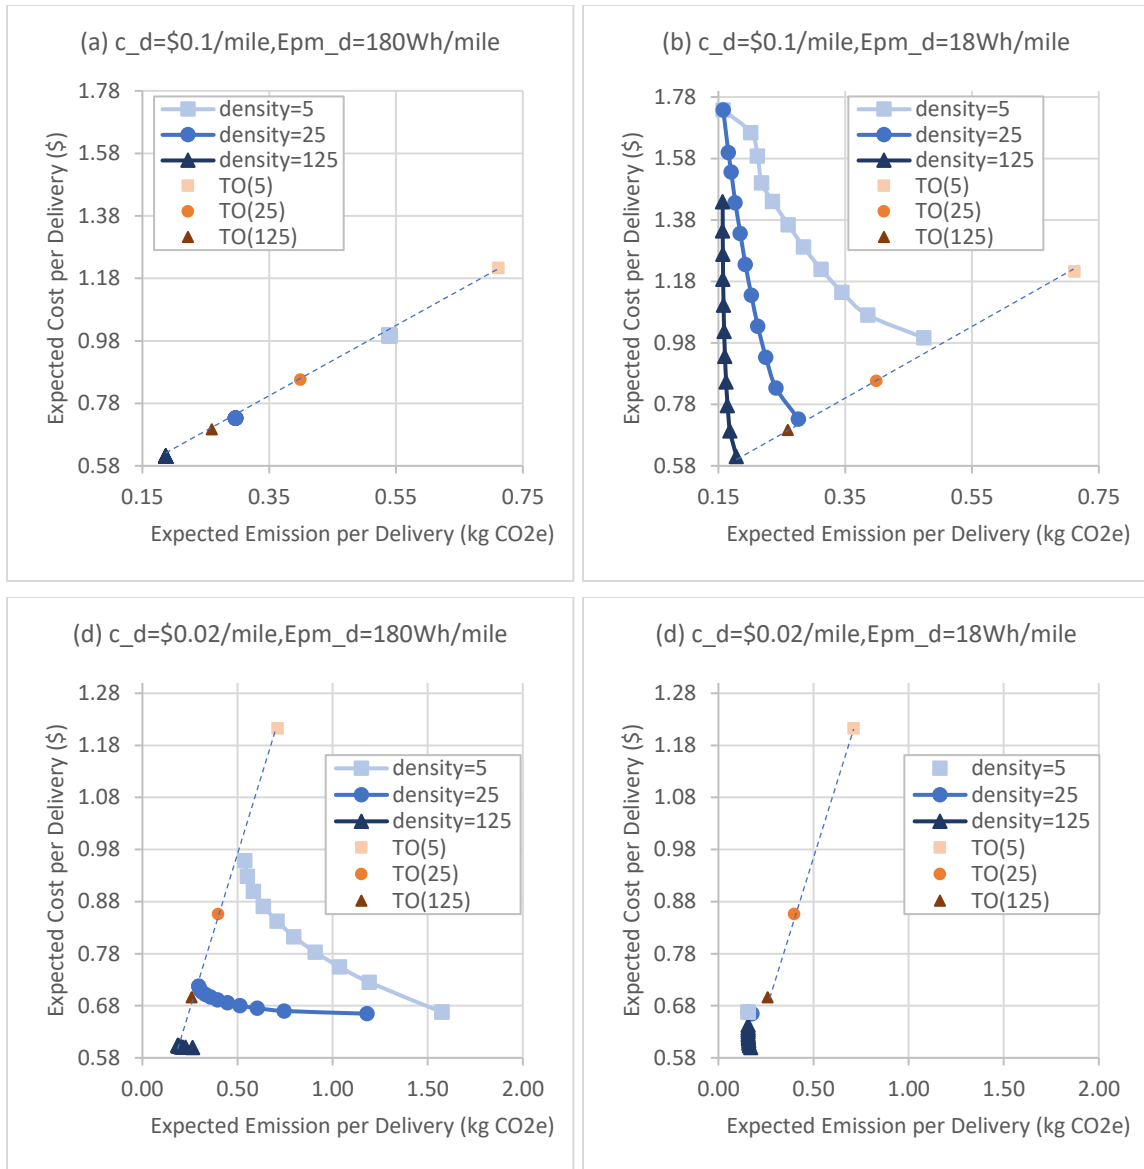 (a) c_d=$0.1/mile,Epm_d=180Wh/mile
Expected Cost per Delivery ($)
1.78
1.58
1.38
1.18
0.98
0.78
0.58
density=5
density=25
density=125
TO(5)
TO(25)
TO(125)
0.15 0.35 0.55 0.75
Expected Emission per Delivery (kg CO2e)
(b) c_d=$0.1/mile,Epm_d=18Wh/mile
Expected Cost per Delivery ($)
1.78
1.58
1.38
1.18
0.98
0.78
0.58
density=5
density=25
density=125
TO(5)
TO(25)
TO(125)
0.15 0.35 0.55 0.75
Expected Emission per Delivery (kg CO2e)
(d) c_d=$0.02/mile,Epm_d=180Wh/mile
Expected Cost per Delivery ($)
1.28
1.18
1.08
0.98
0.88
0.78
0.68
0.58
density=5
density=25
density=125
TO(5)
TO(25)
TO(125)
0.00 0.50 1.00 1.50 2.00
Expected Emission per Delivery (kg CO2e)
(d) c_d=$0.02/mile,Epm_d=18Wh/mile
Expected Cost per Delivery ($)
1.28
1.18
1.08
0.98
0.88
0.78
0.68
0.58
density=5
density=25
density=125
TO(5)
TO(25)
TO(125)
0.00 0.50 1.00 1.50 2.00
Expected Emission per Delivery (kg CO2e)